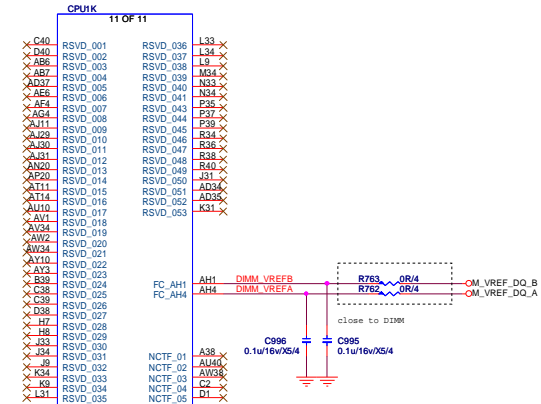 CPU1K
11 OF 11
C40 RSVD_001 RSVD_036 L33
D40 RSVD_002 RSVD_037 L34
AB6 RSVD_003 RSVD_038 L9
AB7 RSVD_004 RSVD_039 M34
AD37 RSVD_005 RSVD_040 N33
AE6 RSVD_006 RSVD_041 N34
AF4 RSVD_007 RSVD_043 P35
AG4 RSVD_008 RSVD_044 P37
AJ11 RSVD_009 RSVD_045 P39
AJ29 RSVD_010 RSVD_046 R34
AJ30 RSVD_011 RSVD_047 R36
AJ31 RSVD_012 RSVD_048 R38
AN20 RSVD_013 RSVD_049 R40
AP20 RSVD_014 RSVD_050 J31
AT11 RSVD_015 RSVD_051 AD34
AT14 RSVD_016 RSVD_052 AD35
AU10 RSVD_017 RSVD_053 K31
AV1 RSVD_018
AV34 RSVD_019
AW2 RSVD_020
AW34 RSVD_021
AY10 RSVD_022
AY3 RSVD_023
B39 RSVD_024 FC_AH1 AH1 DIMM_VREFB R763 0R/4 M_VREF_DQ_B
C38 RSVD_025 FC_AH4 AH4 DIMM_VREFA R762 0R/4 M_VREF_DQ_A
C39 RSVD_026
D38 RSVD_027
H7 RSVD_028
H8 RSVD_029
J33 RSVD_030
J34 RSVD_031 NCTF_01 A38
J9 RSVD_032 NCTF_02 AU40
K34 RSVD_033 NCTF_03 AW38
K9 RSVD_034 NCTF_04 C2
L31 RSVD_035 NCTF_05 D1
close to DIMM
C996 C995
0.1u/16v/X5/4 0.1u/16v/X5/4